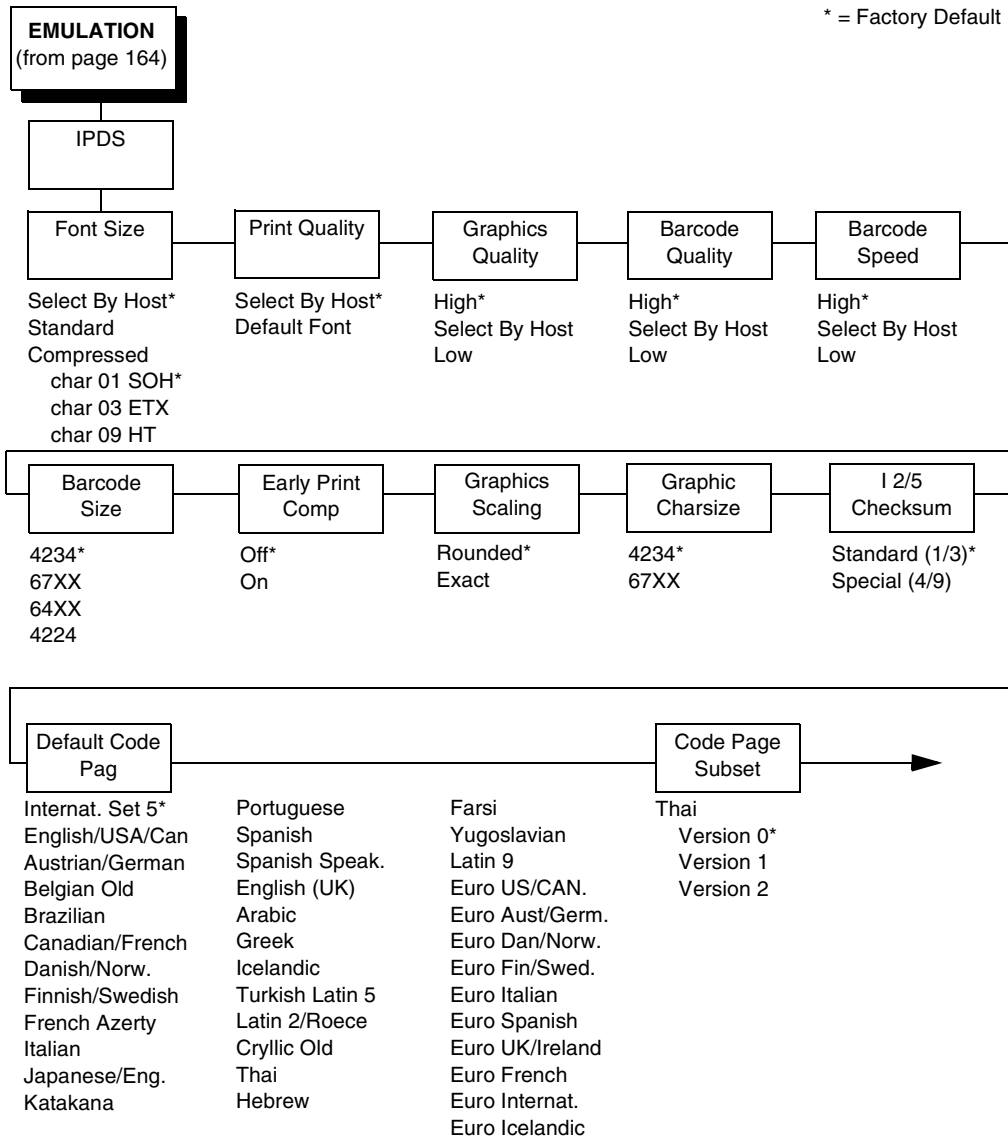 * = Factory Default
EMULATION
(from page 164)
IPDS
Font Size
Select By Host*
Standard
Compressed
char 01 SOH*
char 03 ETX
char 09 HT
Print Quality
Select By Host*
Default Font
Graphics
Quality
High*
Select By Host
Low
Barcode
Quality
High*
Select By Host
Low
Barcode
Speed
High*
Select By Host
Low
Barcode
Size
4234*
67XX
64XX
4224
Early Print
Comp
Off*
On
Graphics
Scaling
Rounded*
Exact
Graphic
Charsize
4234*
67XX
I 2/5
Checksum
Standard (1/3)*
Special (4/9)
Default Code
Pag
Internat. Set 5*
English/USA/Can
Austrian/German
Belgian Old
Brazilian
Canadian/French
Danish/Norw.
Finnish/Swedish
French Azerty
Italian
Japanese/Eng.
Katakana
Portuguese
Spanish
Spanish Speak.
English (UK)
Arabic
Greek
Icelandic
Turkish Latin 5
Latin 2/Roece
Cryllic Old
Thai
Hebrew
Farsi
Yugoslavian
Latin 9
Euro US/CAN.
Euro Aust/Germ.
Euro Dan/Norw.
Euro Fin/Swed.
Euro Italian
Euro Spanish
Euro UK/Ireland
Euro French
Euro Internat.
Euro Icelandic
Code Page
Subset
Thai
Version 0*
Version 1
Version 2